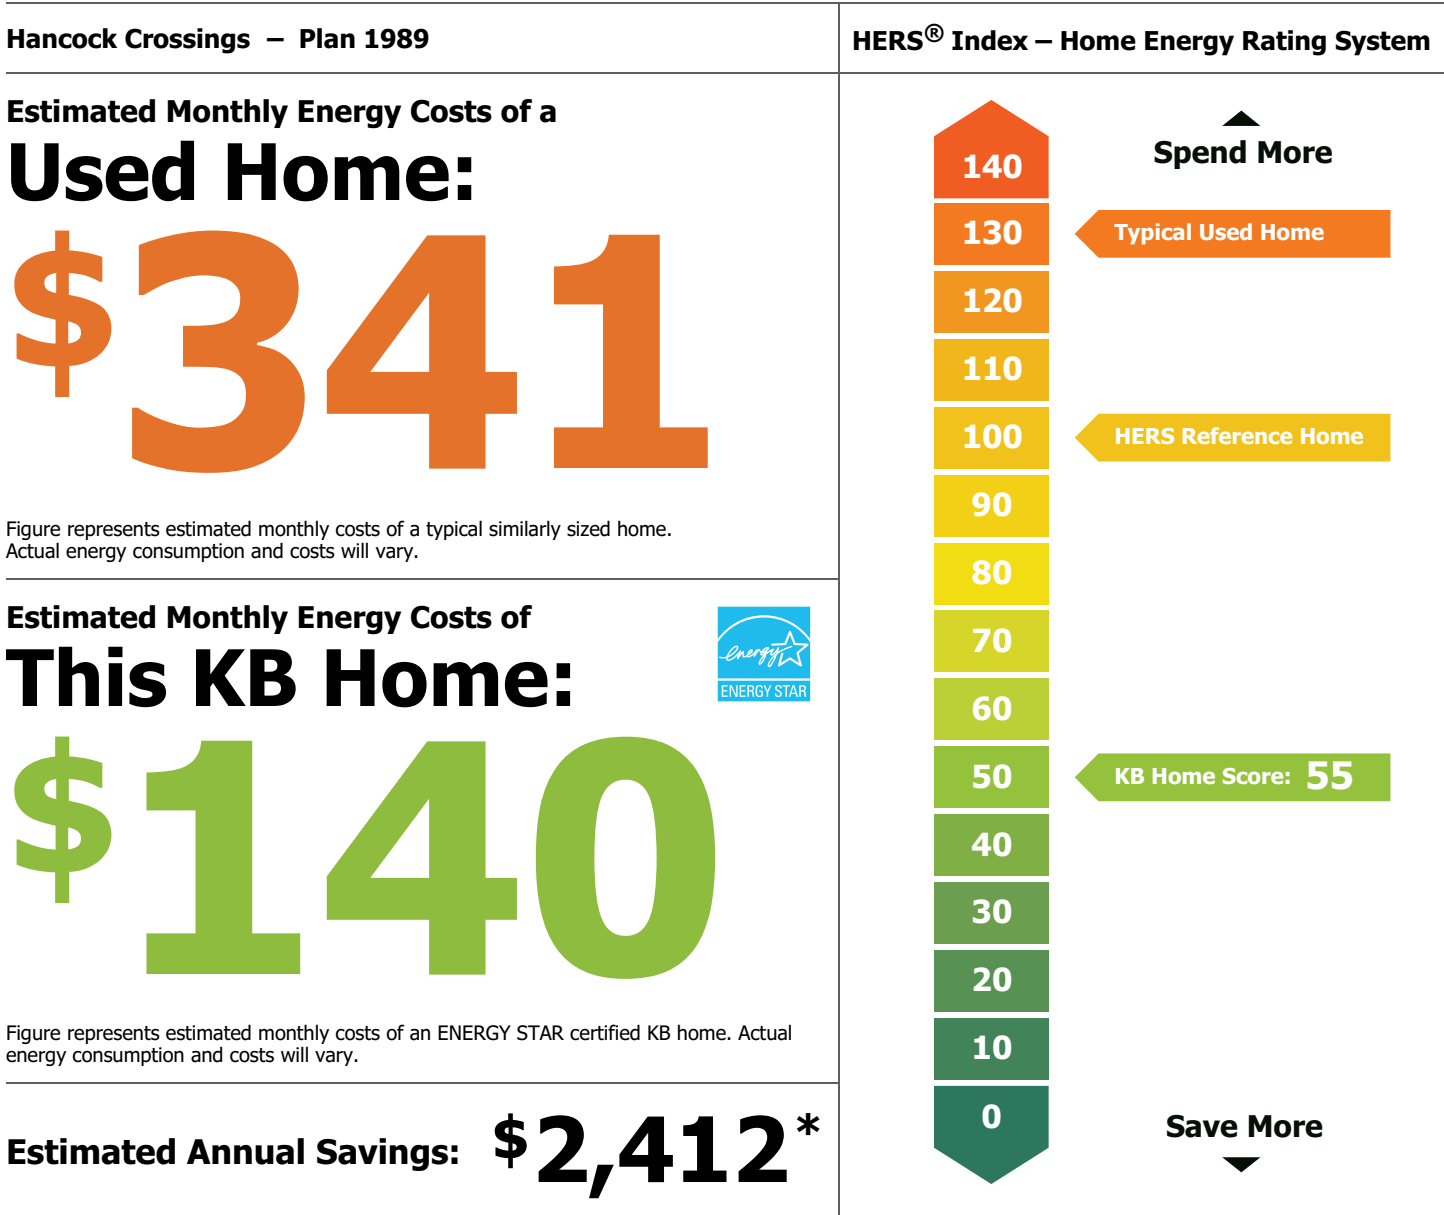 Hancock Crossings – Plan 1989
Estimated Monthly Energy Costs of a
Used Home:
$341
Figure represents estimated monthly costs of a typical similarly sized home.
Actual energy consumption and costs will vary.
Estimated Monthly Energy Costs of
This KB Home:
energy
ENERGY STAR
$140
Figure represents estimated monthly costs of an ENERGY STAR certified KB home. Actual
energy consumption and costs will vary.
Estimated Annual Savings: $2,412*
HERS® Index – Home Energy Rating System
Spend More
140
130
Typical Used Home
120
110
100
HERS Reference Home
90
80
70
60
50
KB Home Score: 55
40
30
20
10
0
Save More